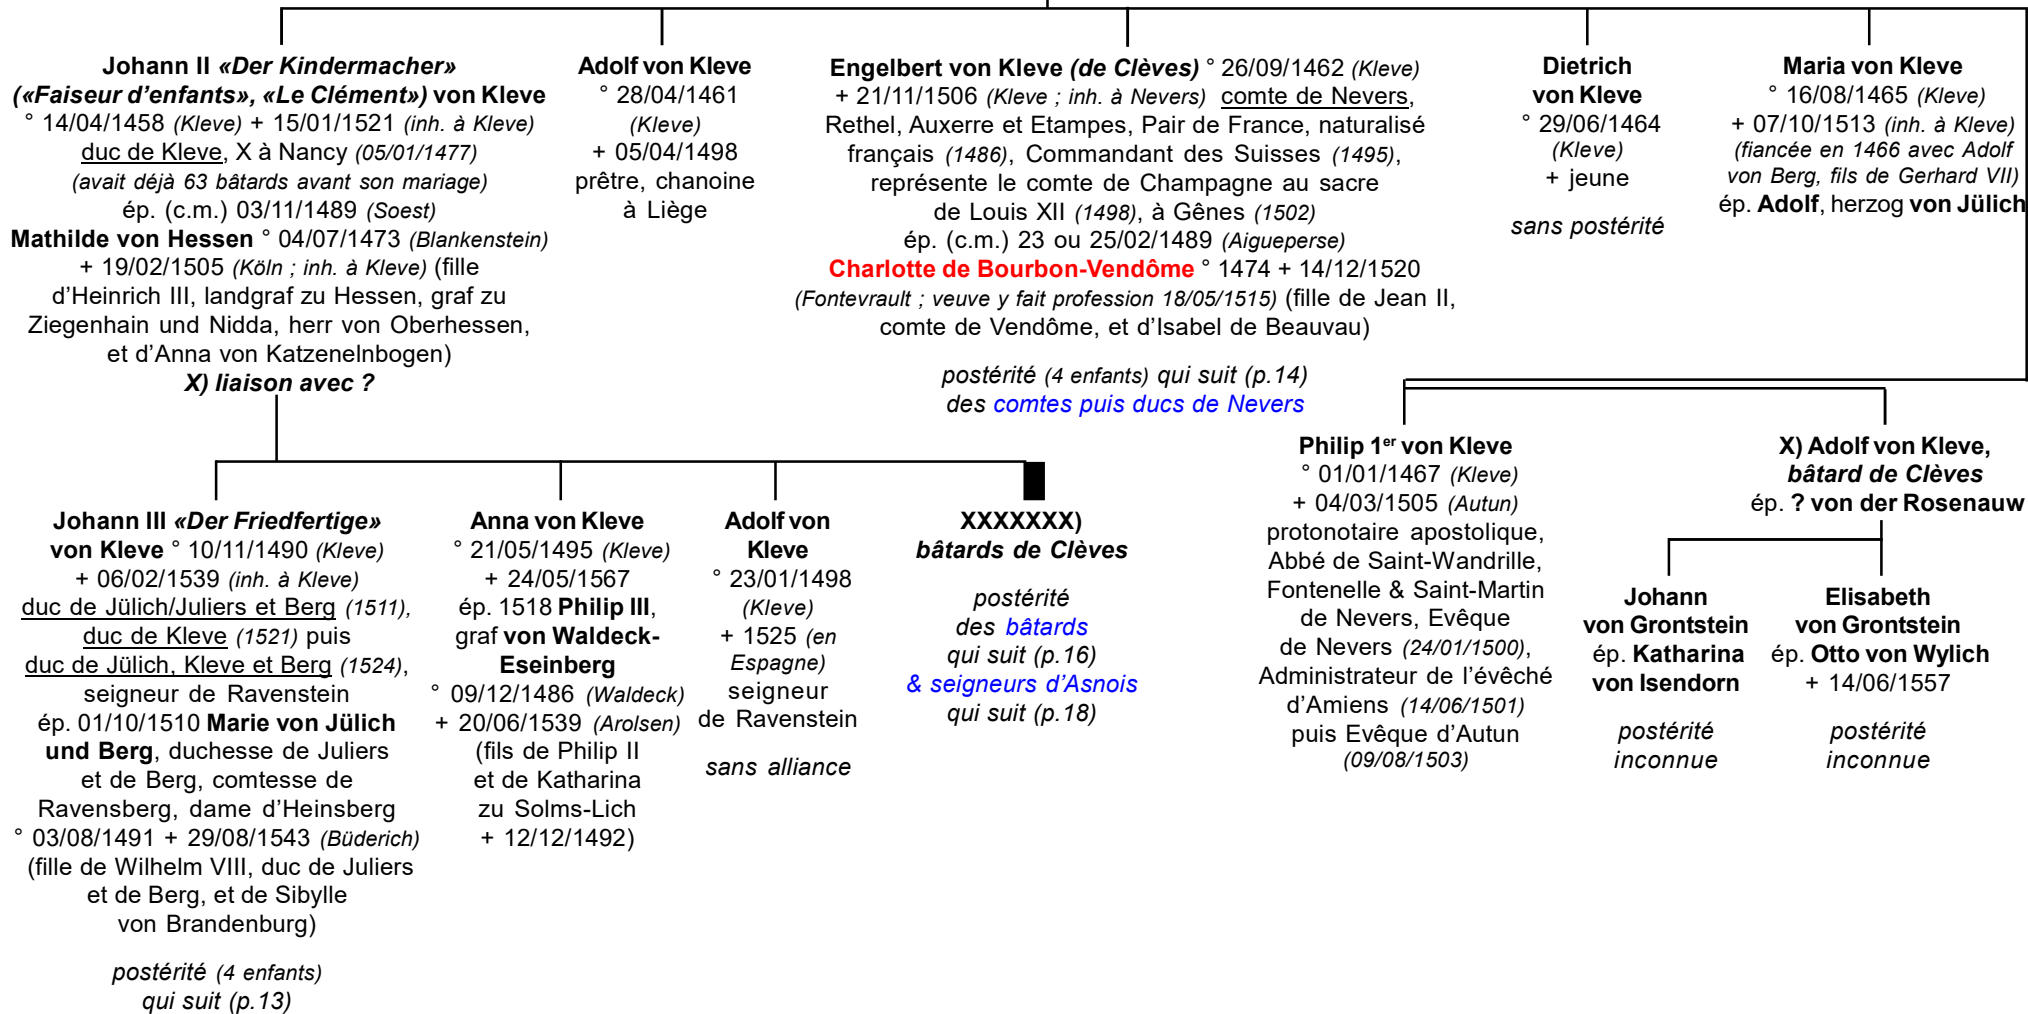 Johann II «Der Kindermacher»
(«Faiseur d'enfants», «Le Clément») von Kleve
° 14/04/1458 (Kleve) + 15/01/1521 (inh. à Kleve)
duc de Kleve, X à Nancy (05/01/1477)
(avait déjà 63 bâtards avant son mariage)
ép. (c.m.) 03/11/1489 (Soest)
Mathilde von Hessen ° 04/07/1473 (Blankenstein)
+ 19/02/1505 (Köln ; inh. à Kleve) (fille
d'Heinrich III, landgraf zu Hessen, graf zu
Ziegenhain und Nidda, herr von Oberhessen,
et d'Anna von Katzenelnbogen)
X) liaison avec ?
Adolf von Kleve
° 28/04/1461
(Kleve)
+ 05/04/1498
prêtre, chanoine
à Liège
Engelbert von Kleve (de Clèves) ° 26/09/1462 (Kleve)
+ 21/11/1506 (Kleve ; inh. à Nevers) comte de Nevers,
Rethel, Auxerre et Etampes, Pair de France, naturalisé
français (1486), Commandant des Suisses (1495),
représente le comte de Champagne au sacre
de Louis XII (1498), à Gênes (1502)
ép. (c.m.) 23 ou 25/02/1489 (Aigueperse)
Charlotte de Bourbon-Vendôme ° 1474 + 14/12/1520
(Fontevrault ; veuve y fait profession 18/05/1515) (fille de Jean II,
comte de Vendôme, et d'Isabel de Beauvau)
postérité (4 enfants) qui suit (p.14)
des comtes puis ducs de Nevers
Dietrich
von Kleve
° 29/06/1464
(Kleve)
+ jeune
sans postérité
Maria von Kleve
° 16/08/1465 (Kleve)
+ 07/10/1513 (inh. à Kleve)
(fiancée en 1466 avec Adolf
von Berg, fils de Gerhard VII)
ép. Adolf, herzog von Jülich
Johann III «Der Friedfertige»
von Kleve ° 10/11/1490 (Kleve)
+ 06/02/1539 (inh. à Kleve)
duc de Jülich/Juliers et Berg (1511),
duc de Kleve (1521) puis
duc de Jülich, Kleve et Berg (1524),
seigneur de Ravenstein
ép. 01/10/1510 Marie von Jülich
und Berg, duchesse de Juliers
et de Berg, comtesse de
Ravensberg, dame d'Heinsberg
° 03/08/1491 + 29/08/1543 (Büderich)
(fille de Wilhelm VIII, duc de Juliers
et de Berg, et de Sibylle
von Brandenburg)
postérité (4 enfants)
qui suit (p.13)
Anna von Kleve
° 21/05/1495 (Kleve)
+ 24/05/1567
ép. 1518 Philip III,
graf von Waldeck-
Eseinberg
° 09/12/1486 (Waldeck)
+ 20/06/1539 (Arolsen)
(fils de Philip II
et de Katharina
zu Solms-Lich
+ 12/12/1492)
Adolf von
Kleve
° 23/01/1498
(Kleve)
+ 1525 (en
Espagne)
seigneur
de Ravenstein
sans alliance
XXXXXXX)
bâtards de Clèves
postérité
des bâtards
qui suit (p.16)
& seigneurs d'Asnois
qui suit (p.18)
Philip 1er von Kleve
° 01/01/1467 (Kleve)
+ 04/03/1505 (Autun)
protonotaire apostolique,
Abbé de Saint-Wandrille,
Fontenelle & Saint-Martin
de Nevers, Evêque
de Nevers (24/01/1500),
Administrateur de l'évêché
d'Amiens (14/06/1501)
puis Evêque d'Autun
(09/08/1503)
X) Adolf von Kleve,
bâtard de Clèves
ép. ? von der Rosenauw
Johann
von Grontstein
ép. Katharina
von Isendorn
postérité
inconnue
Elisabeth
von Grontstein
ép. Otto von Wylich
+ 14/06/1557
postérité
inconnue